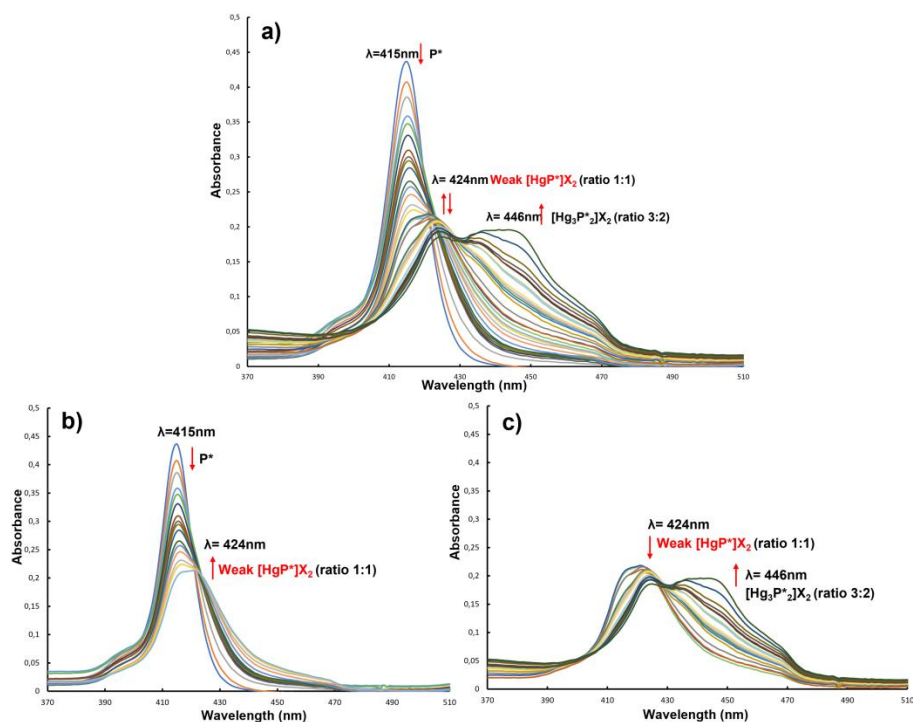 a)
0,5
0,45
0,4
0,35
0,3
0,25
0,2
0,15
0,1
0,05
0
Absorbance
λ=415nm P*
λ= 424nm Weak [HgP*]X₂ (ratio 1:1)
λ= 446nm [Hg₃P*₂]X₂ (ratio 3:2)
370 390 410 430 450 470 490 510
Wavelength (nm)
b)
0,5
0,45
0,4
0,35
0,3
0,25
0,2
0,15
0,1
0,05
0
Absorbance
λ=415nm
P*
λ= 424nm
Weak [HgP*]X₂ (ratio 1:1)
370 390 410 430 450 470 490 510
Wavelength (nm)
c)
0,5
0,45
0,4
0,35
0,3
0,25
0,2
0,15
0,1
0,05
0
Absorbance
λ= 424nm
Weak [HgP*]X₂ (ratio 1:1)
λ= 446nm
[Hg₃P*₂]X₂ (ratio 3:2)
370 390 410 430 450 470 490 510
Wavelength (nm)